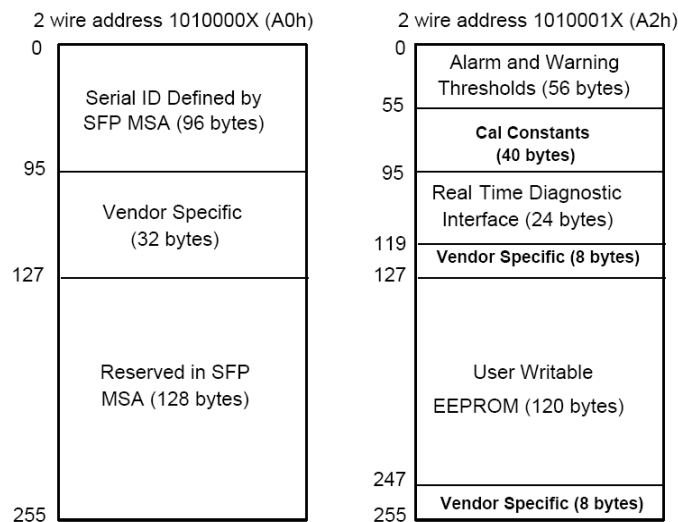 2 wire address 1010000X (A0h)
0
Serial ID Defined by
SFP MSA (96 bytes)
95
Vendor Specific
(32 bytes)
127
Reserved in SFP
MSA (128 bytes)
255
2 wire address 1010001X (A2h)
0
Alarm and Warning
Thresholds (56 bytes)
55
Cal Constants
(40 bytes)
95
Real Time Diagnostic
Interface (24 bytes)
119
Vendor Specific (8 bytes)
127
User Writable
EEPROM (120 bytes)
247
Vendor Specific (8 bytes)
255